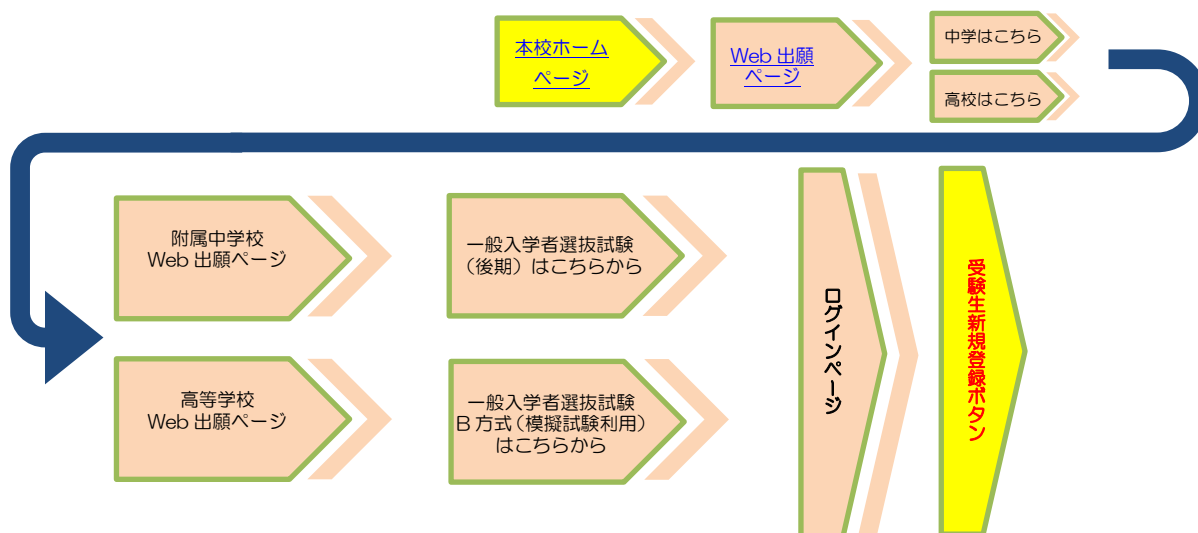 本校ホーム
ページ
Web 出願
ページ
中学はこちら
高校はこちら
附属中学校
Web 出願ページ
一般入学者選抜試験
（後期）はこちらから
高等学校
Web 出願ページ
一般入学者選抜試験
B 方式（模擬試験利用）
はこちらから
ログインページ
受験生新規登録ボタン